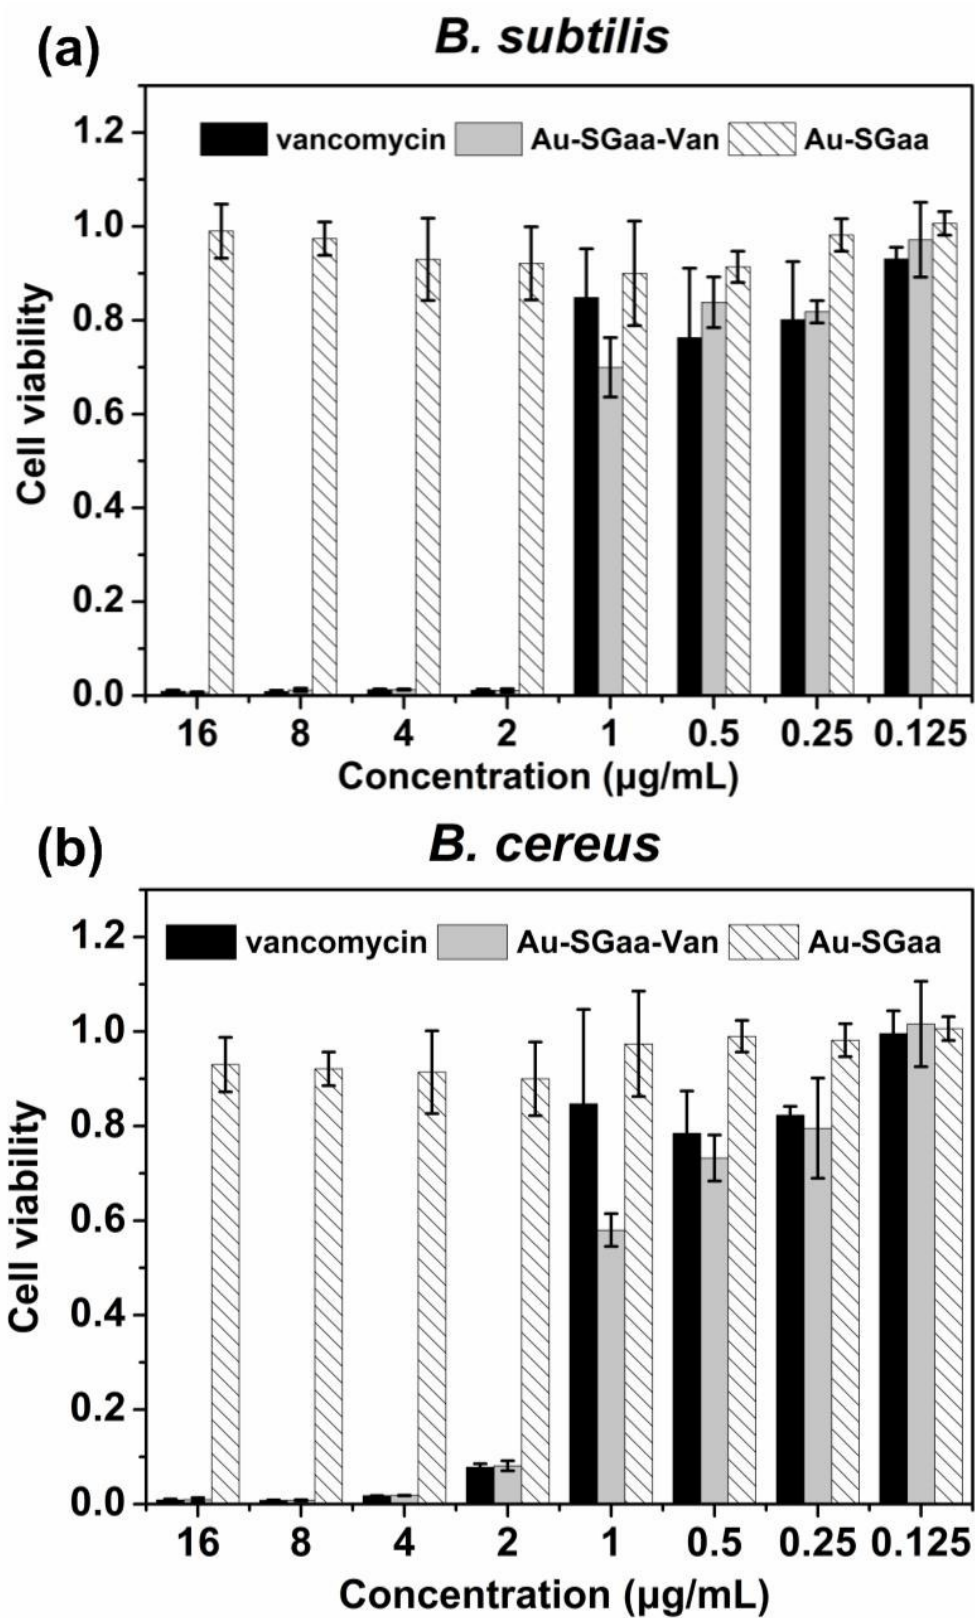 (a)
B. subtilis
vancomycin Au-SGaa-Van Au-SGaa
1.2
1.0
0.8
0.6
0.4
0.2
0.0
Cell viability
16 8 4 2 1 0.5 0.25 0.125
Concentration (μg/mL)
(b)
B. cereus
vancomycin Au-SGaa-Van Au-SGaa
1.2
1.0
0.8
0.6
0.4
0.2
0.0
Cell viability
16 8 4 2 1 0.5 0.25 0.125
Concentration (μg/mL)